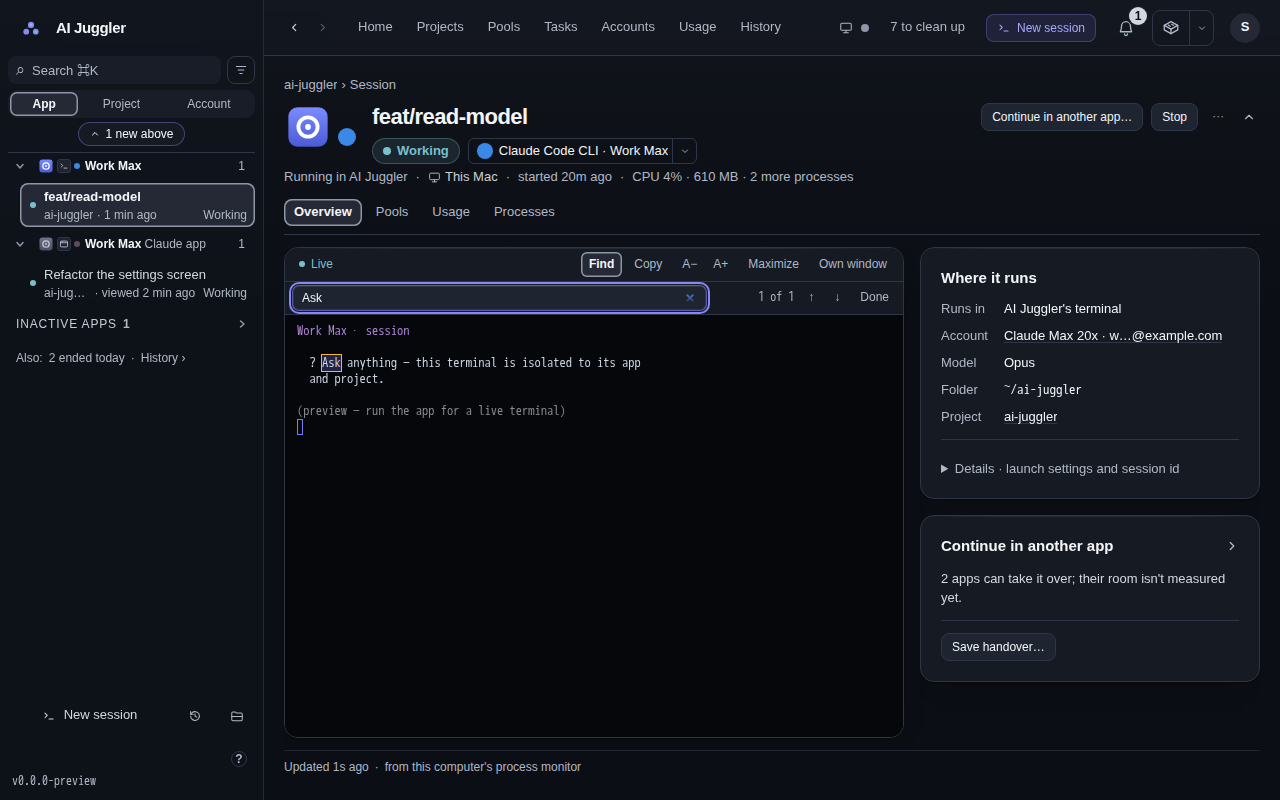 AI Juggler
Search ⌘K
App Project Account
1 new above
Work Max 1
feat/read-model
ai-juggler · 1 min ago Working
Work Max Claude app 1
Refactor the settings screen
ai-jug… · viewed 2 min ago Working
INACTIVE APPS 1
Also: 2 ended today · History ›
New session
?
v0.0.0-preview
Home Projects Pools Tasks Accounts Usage History
7 to clean up
New session
1
S
ai-juggler › Session
feat/read-model
Working
Claude Code CLI · Work Max
Continue in another app…
Stop
···
Running in AI Juggler · This Mac · started 20m ago · CPU 4% · 610 MB · 2 more processes
Overview Pools Usage Processes
Live
Find Copy A− A+ Maximize Own window
Ask
1 of 1 ↑ ↓ Done
Work Max · session
? Ask anything — this terminal is isolated to its app
and project.
(preview — run the app for a live terminal)
Where it runs
Runs in AI Juggler's terminal
Account Claude Max 20x · w…@example.com
Model Opus
Folder ~/ai-juggler
Project ai-juggler
▶ Details · launch settings and session id
Continue in another app
2 apps can take it over; their room isn't measured
yet.
Save handover…
Updated 1s ago · from this computer's process monitor